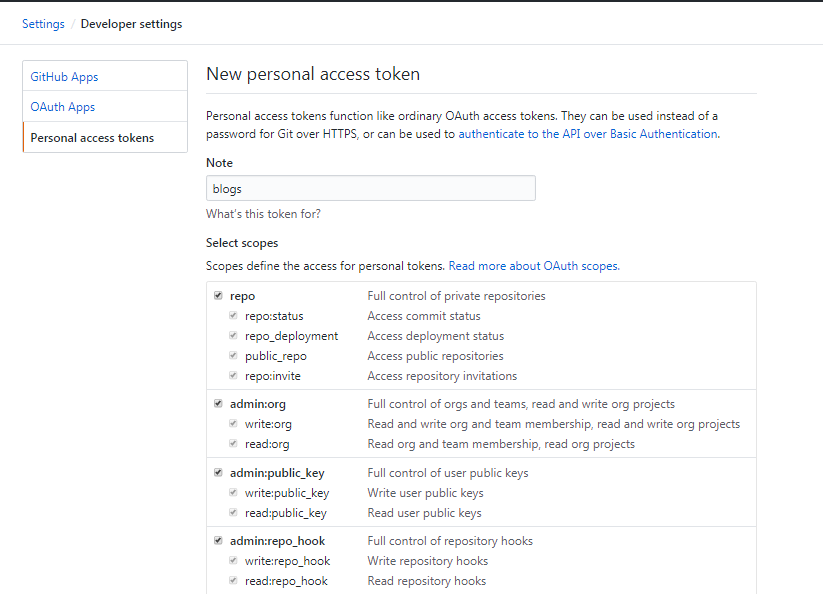 Settings / Developer settings
GitHub Apps
OAuth Apps
Personal access tokens
New personal access token
Personal access tokens function like ordinary OAuth access tokens. They can be used instead of a
password for Git over HTTPS, or can be used to authenticate to the API over Basic Authentication.
Note
blogs
What's this token for?
Select scopes
Scopes define the access for personal tokens. Read more about OAuth scopes.
repo Full control of private repositories
repo:status Access commit status
repo_deployment Access deployment status
public_repo Access public repositories
repo:invite Access repository invitations
admin:org Full control of orgs and teams, read and write org projects
write:org Read and write org and team membership, read and write org projects
read:org Read org and team membership, read org projects
admin:public_key Full control of user public keys
write:public_key Write user public keys
read:public_key Read user public keys
admin:repo_hook Full control of repository hooks
write:repo_hook Write repository hooks
read:repo_hook Read repository hooks